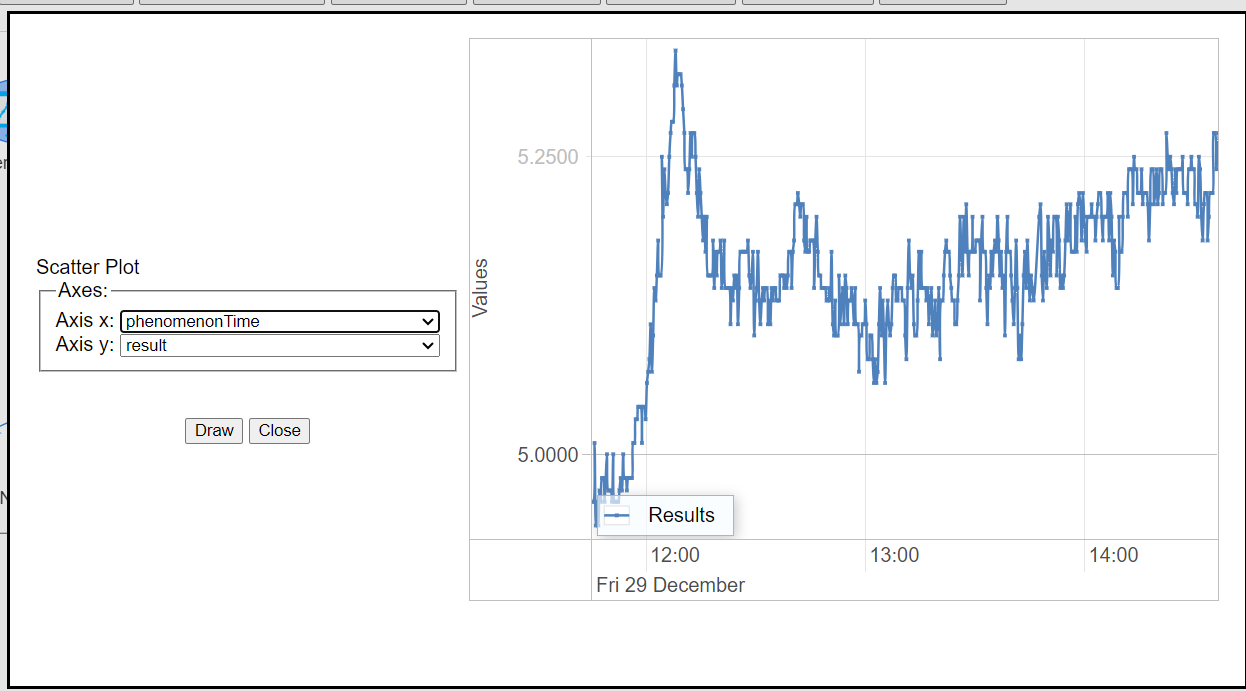 Scatter Plot
Axes:
Axis x: phenomenonTime
Axis y: result
Draw Close
Values
5.2500
5.0000
Results
12:00 13:00 14:00
Fri 29 December